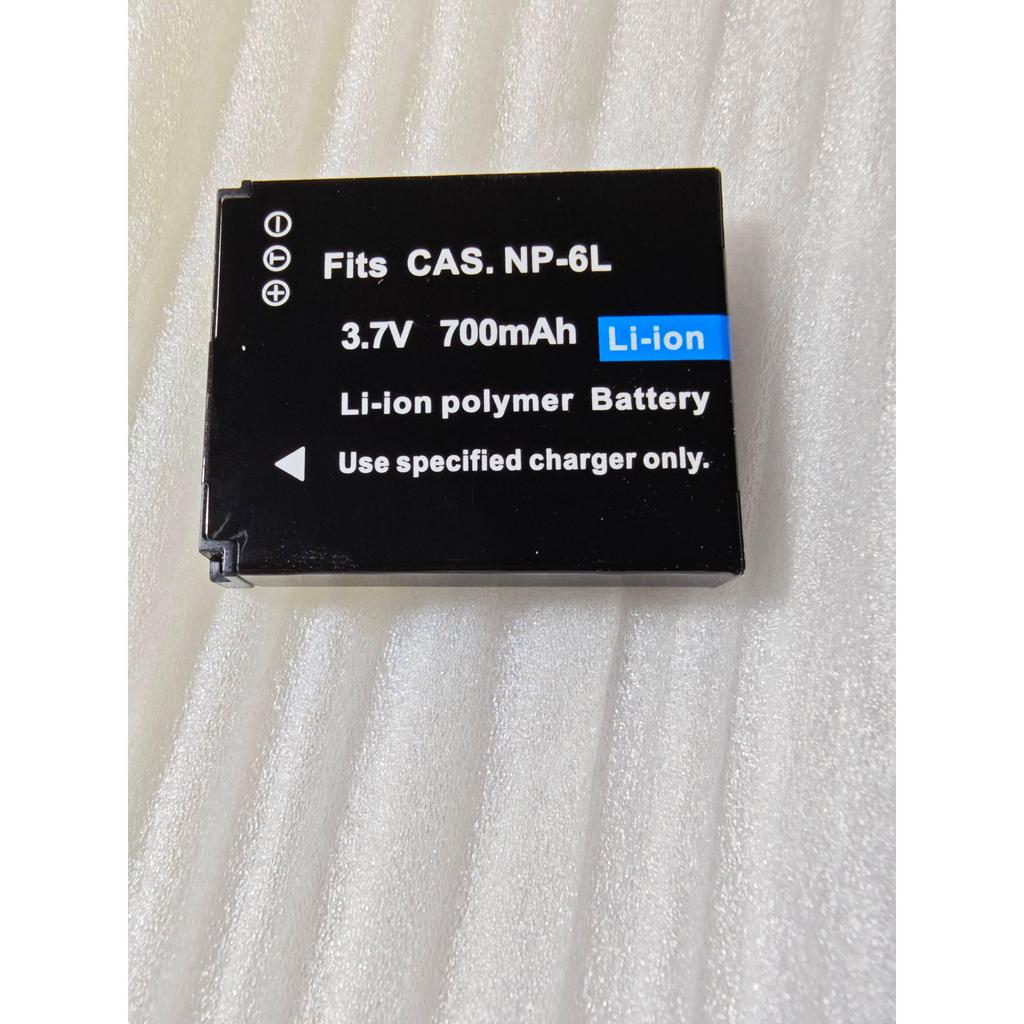 Fits CAS. NP-6L
3.7V 700mAh Li-ion
Li-ion polymer Battery
Use specified charger only.